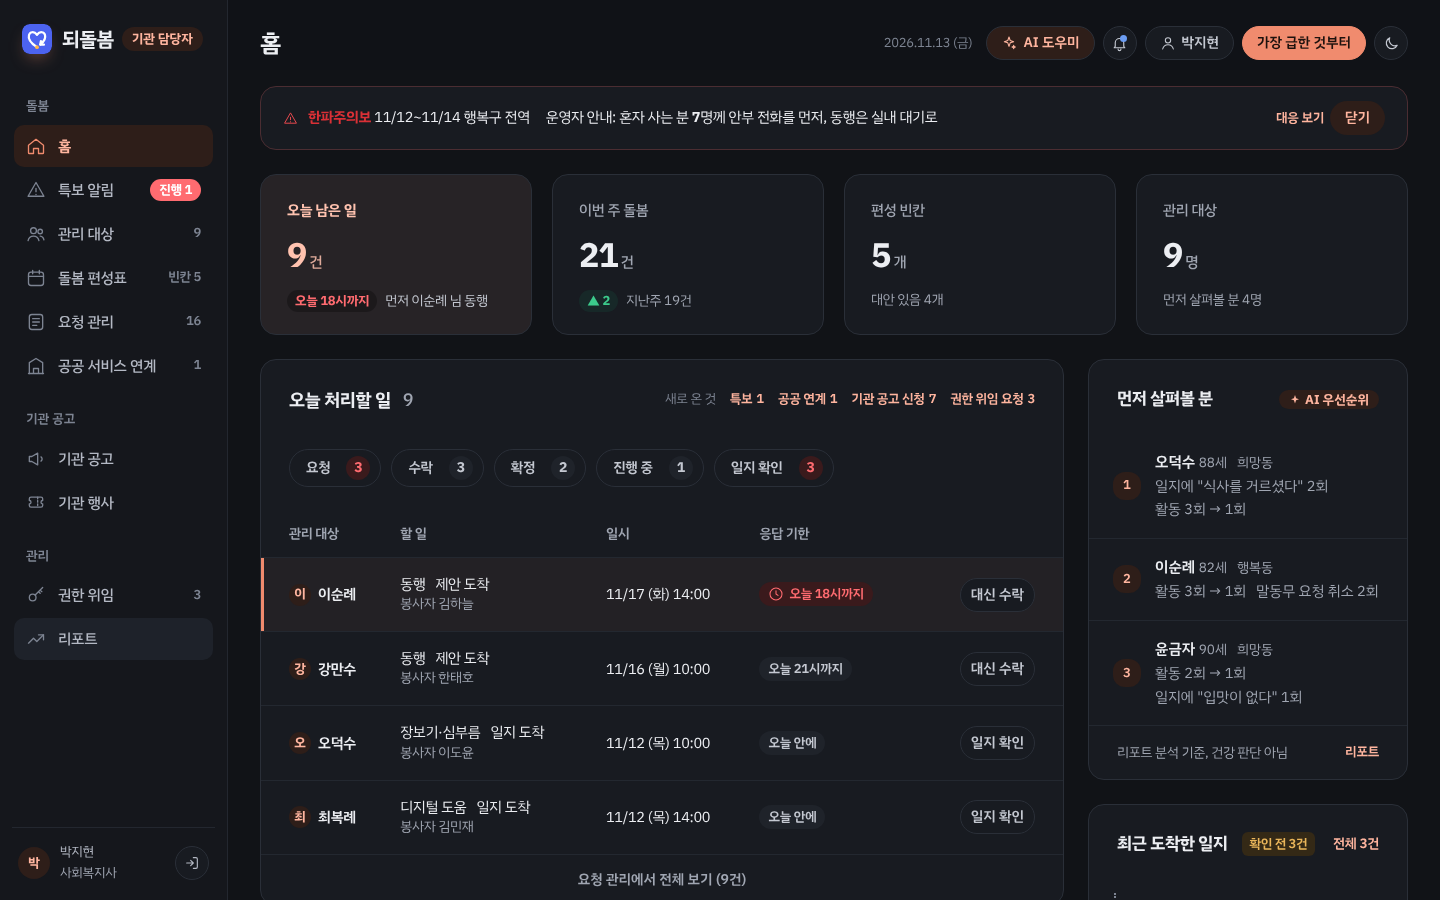 되돌봄 기관 담당자
돌봄
홈
특보 알림 진행 1
관리 대상 9
돌봄 편성표 빈칸 5
요청 관리 16
공공 서비스 연계 1
기관 공고
기관 공고
기관 행사
관리
권한 위임 3
리포트
박 박지현
사회복지사
홈
2026.11.13 (금) AI 도우미 박지현 가장 급한 것부터
한파주의보 11/12~11/14 행복구 전역 운영자 안내: 혼자 사는 분 7명께 안부 전화를 먼저, 동행은 실내 대기로 대응 보기 닫기
오늘 남은 일
9건
오늘 18시까지 먼저 이순례 님 동행
이번 주 돌봄
21건
▲ 2 지난주 19건
편성 빈칸
5개
대안 있음 4개
관리 대상
9명
먼저 살펴볼 분 4명
오늘 처리할 일 9
새로 온 것 특보 1 공공 연계 1 기관 공고 신청 7 권한 위임 요청 3
요청 3 수락 3 확정 2 진행 중 1 일지 확인 3
관리 대상 할 일 일시 응답 기한
이 이순례 동행 제안 도착 11/17 (화) 14:00 오늘 18시까지 대신 수락
봉사자 김하늘
강 강만수 동행 제안 도착 11/16 (월) 10:00 오늘 21시까지 대신 수락
봉사자 한태호
오 오덕수 장보기·심부름 일지 도착 11/12 (목) 10:00 오늘 안에 일지 확인
봉사자 이도윤
최 최복례 디지털 도움 일지 도착 11/12 (목) 14:00 오늘 안에 일지 확인
봉사자 김민재
요청 관리에서 전체 보기 (9건)
먼저 살펴볼 분 AI 우선순위
1 오덕수 88세 희망동
일지에 "식사를 거르셨다" 2회
활동 3회 → 1회
2 이순례 82세 행복동
활동 3회 → 1회 말동무 요청 취소 2회
3 윤금자 90세 희망동
활동 2회 → 1회
일지에 "입맛이 없다" 1회
리포트 분석 기준, 건강 판단 아님 리포트
최근 도착한 일지 확인 전 3건 전체 3건